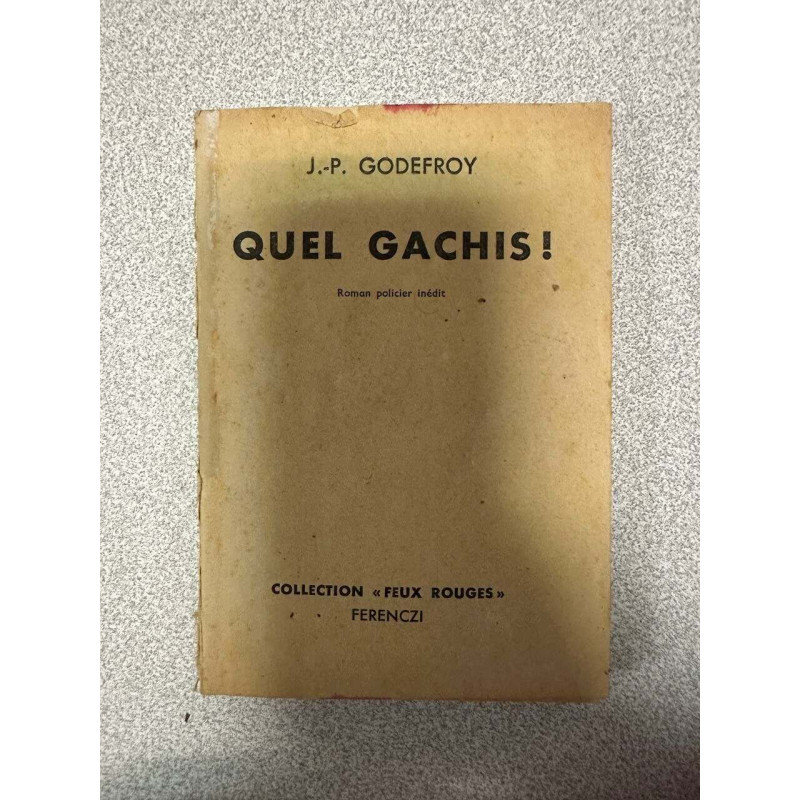 J.-P. GODEFROY
QUEL GACHIS !
Roman policier inédit
COLLECTION « FEUX ROUGES »
FERENCZI